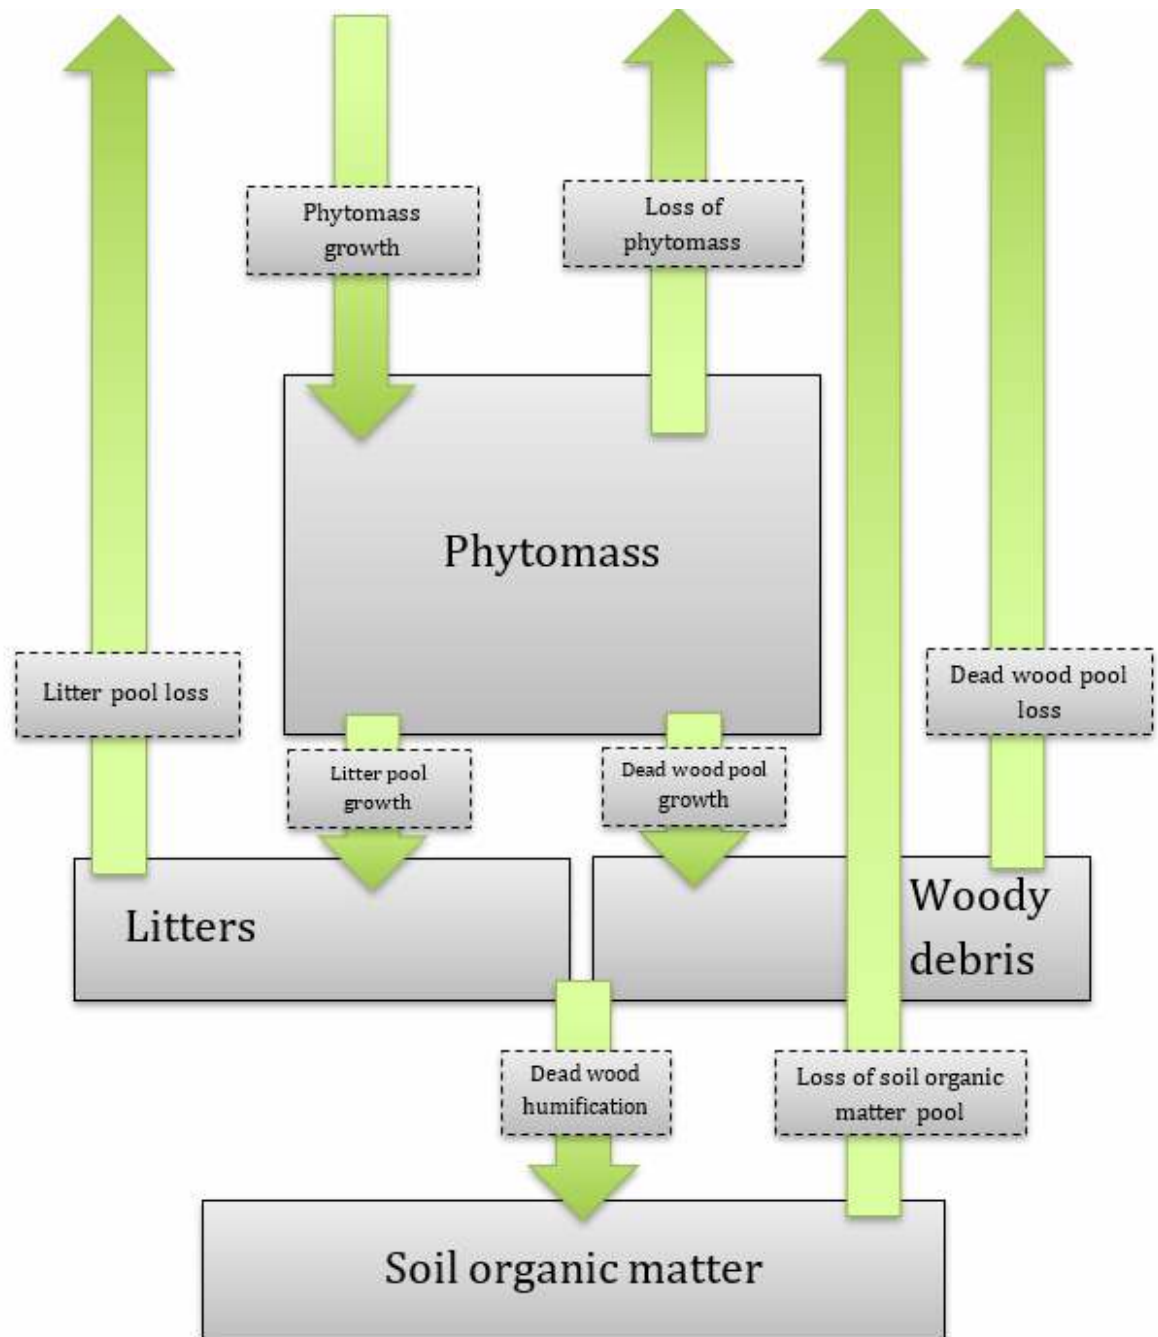 Phytomass
growth
Loss of
phytomass
Phytomass
Litter pool loss
Dead wood pool
loss
Litter pool
growth
Dead wood pool
growth
Litters
Woody
debris
Dead wood
humification
Loss of soil organic
matter pool
Soil organic matter